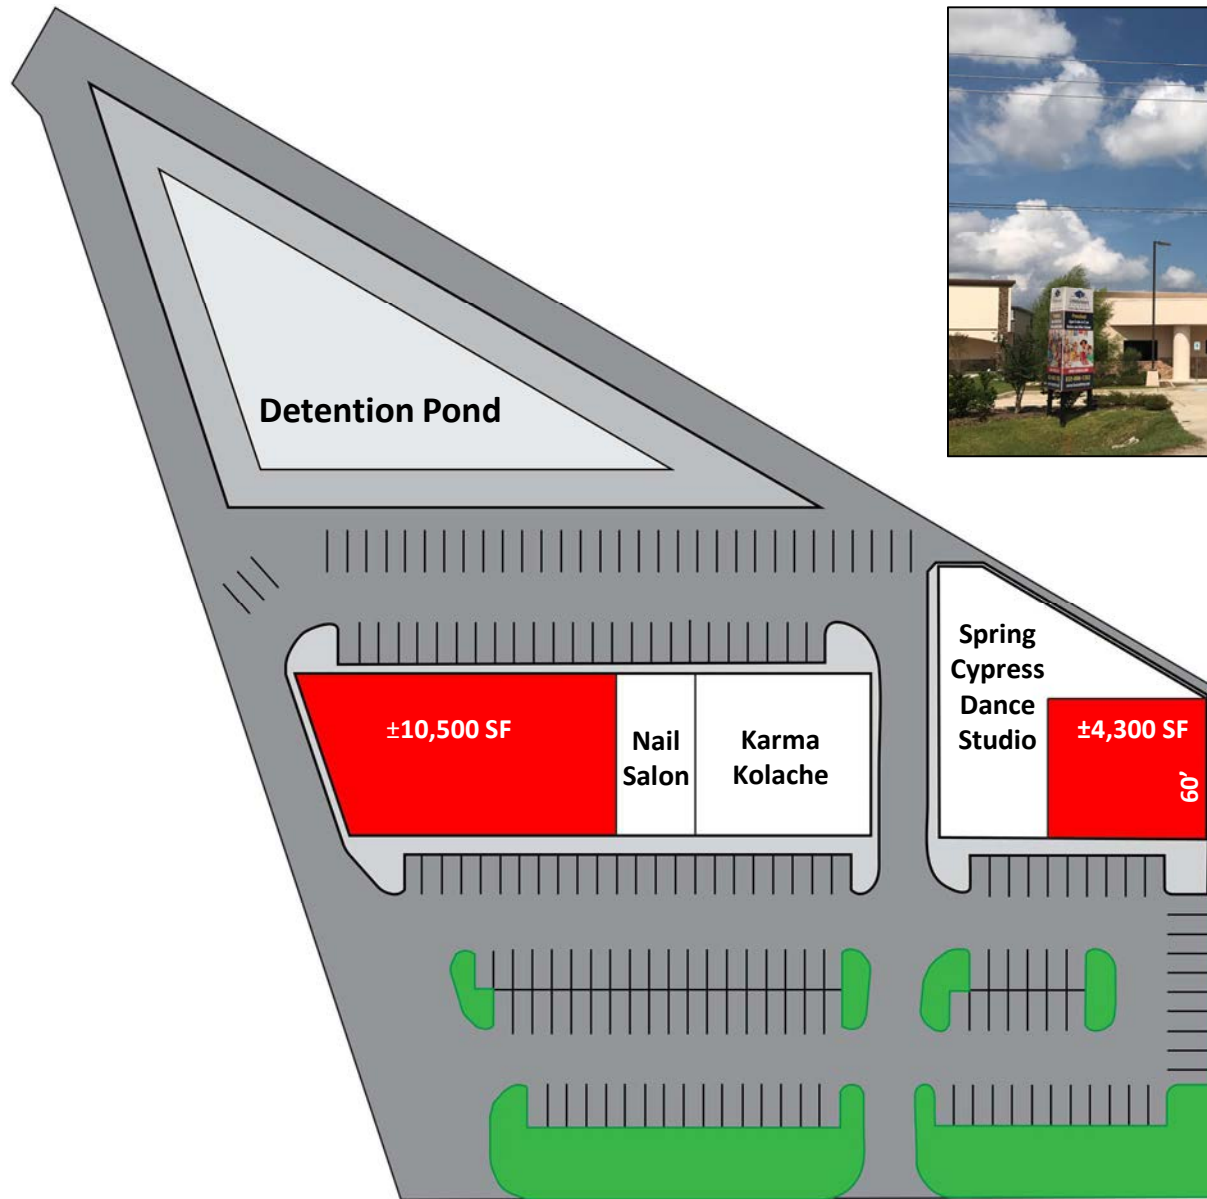 Detention Pond
Spring
Cypress
Dance
Studio
±10,500 SF
Nail
Salon
Karma
Kolache
±4,300 SF
60'